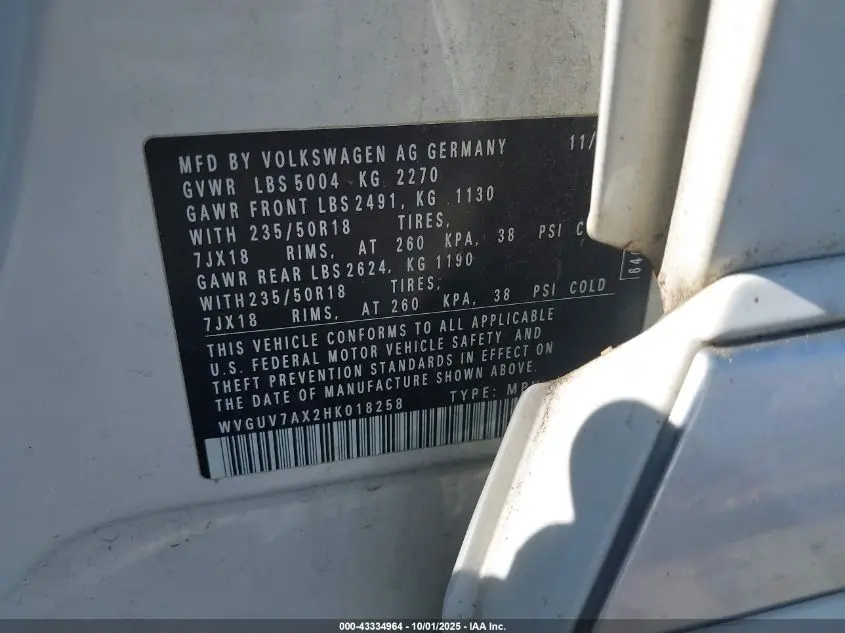 MFD BY VOLKSWAGEN AG GERMANY 11/
GVWR LBS 5004 KG 2270
GAWR FRONT LBS 2491, KG 1130
WITH 235/50R18 TIRES,
7JX18 RIMS, AT 260 KPA, 38 PSI C
GAWR REAR LBS 2624, KG 1190
WITH 235/50R18 TIRES,
7JX18 RIMS, AT 260 KPA, 38 PSI COLD
THIS VEHICLE CONFORMS TO ALL APPLICABLE
U.S. FEDERAL MOTOR VEHICLE SAFETY AND
THEFT PREVENTION STANDARDS IN EFFECT ON
THE DATE OF MANUFACTURE SHOWN ABOVE.
WVGUV7AX2HK018258 TYPE:
000-43334964 - 10/01/2025 - IAA Inc.